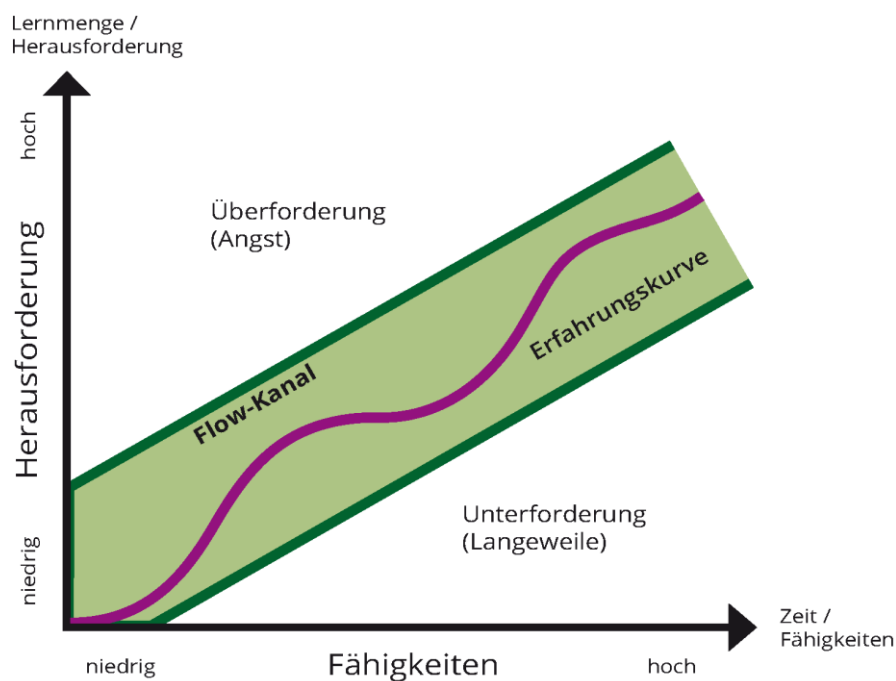 Lernmenge /
Herausforderung
hoch
Herausforderung
niedrig
Überforderung
(Angst)
Flow-Kanal
Erfahrungskurve
Unterforderung
(Langeweile)
Zeit /
Fähigkeiten
niedrig
Fähigkeiten
hoch